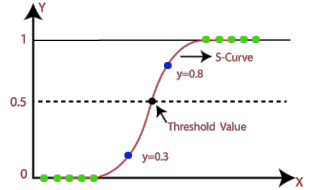 Y
1
S-Curve
y=0.8
0.5
Threshold Value
y=0.3
0
X